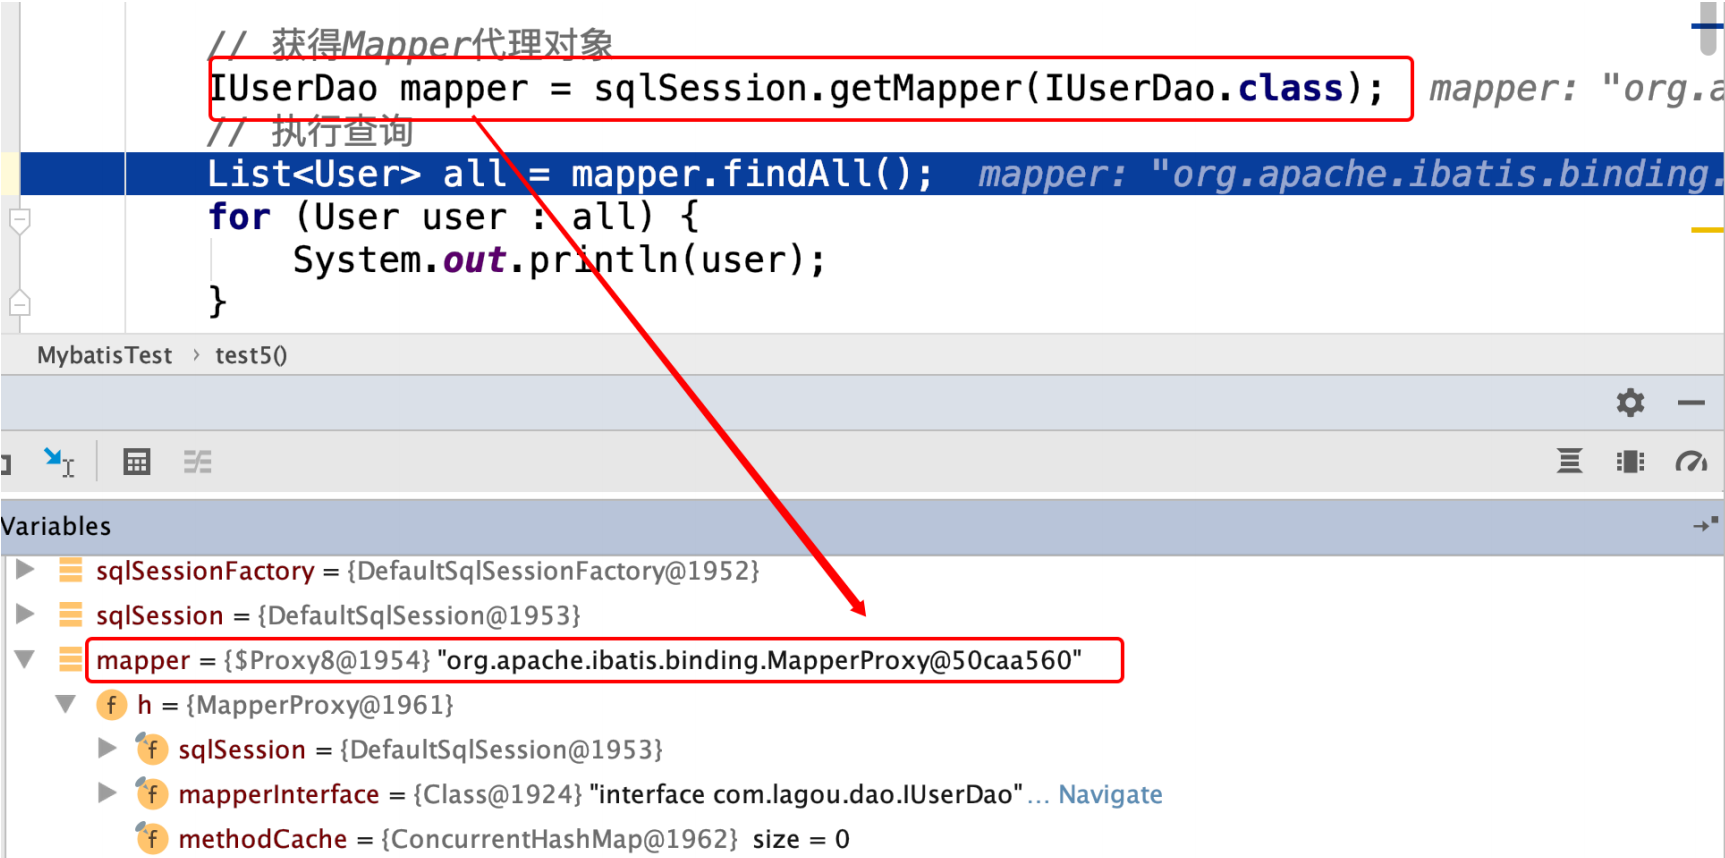 // 获得Mapper代理对象
IUserDao mapper = sqlSession.getMapper(IUserDao.class); mapper: "org.a
// 执行查询
List<User> all = mapper.findAll(); mapper: "org.apache.ibatis.binding.
for (User user : all) {
System.out.println(user);
}
MybatisTest › test5()
Variables
sqlSessionFactory = {DefaultSqlSessionFactory@1952}
sqlSession = {DefaultSqlSession@1953}
mapper = {$Proxy8@1954} "org.apache.ibatis.binding.MapperProxy@50caa560"
f h = {MapperProxy@1961}
f sqlSession = {DefaultSqlSession@1953}
f mapperInterface = {Class@1924} "interface com.lagou.dao.IUserDao"... Navigate
f methodCache = {ConcurrentHashMap@1962} size = 0